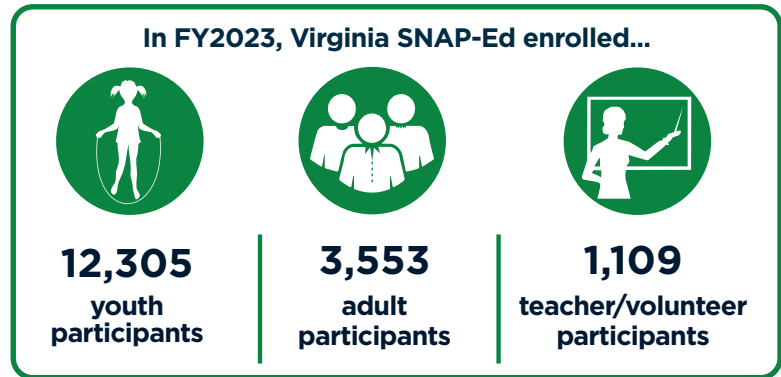 In FY2023, Virginia SNAP-Ed enrolled...
12,305
youth
participants
3,553
adult
participants
1,109
teacher/volunteer
participants